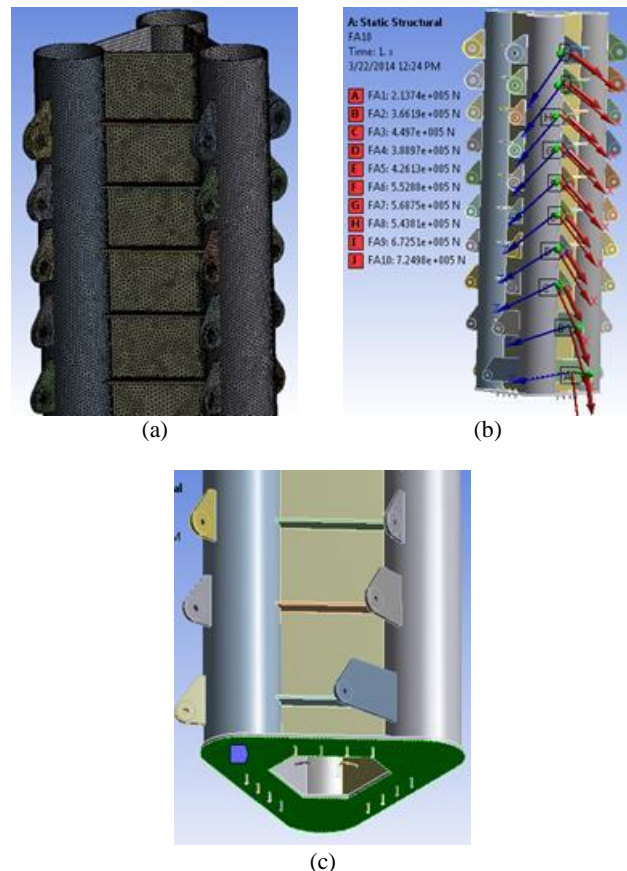 A: Static Structural
FA10
Time: 1. s
3/22/2014 12:24 PM
A FA1: 2.1374e+005 N
B FA2: 3.6619e+005 N
C FA3: 4.497e+005 N
D FA4: 3.8897e+005 N
E FA5: 4.2613e+005 N
F FA6: 5.5288e+005 N
G FA7: 5.6875e+005 N
H FA8: 5.4381e+005 N
I FA9: 6.7251e+005 N
J FA10: 7.2498e+005 N
(a)
(b)
(c)